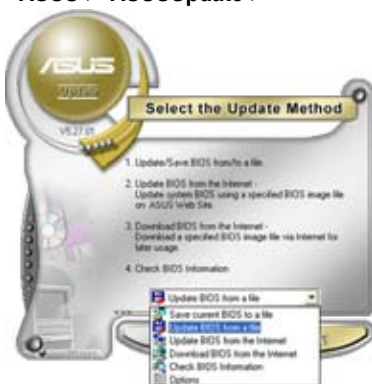 ASUS
Update
V5.27.01
Select the Update Method
1. Update/Save BIOS from/to a file.
2. Update BIOS from the Internet -
Update system BIOS using a specified BIOS image file
on ASUS Web Site.
3. Download BIOS from the Internet -
Download a specified BIOS image file via Internet for
later usage.
4. Check BIOS Information
Update BIOS from a file
Save current BIOS to a file
Update BIOS from a file
Update BIOS from the Internet
Download BIOS from the Internet
Check BIOS Information
Options